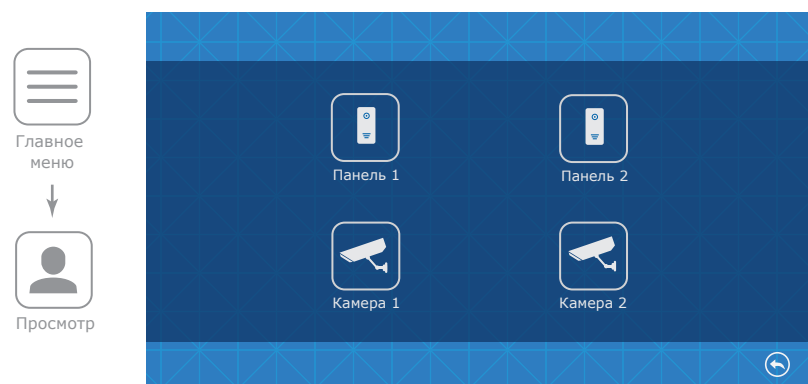 Главное
меню
Просмотр
Панель 1
Панель 2
Камера 1
Камера 2